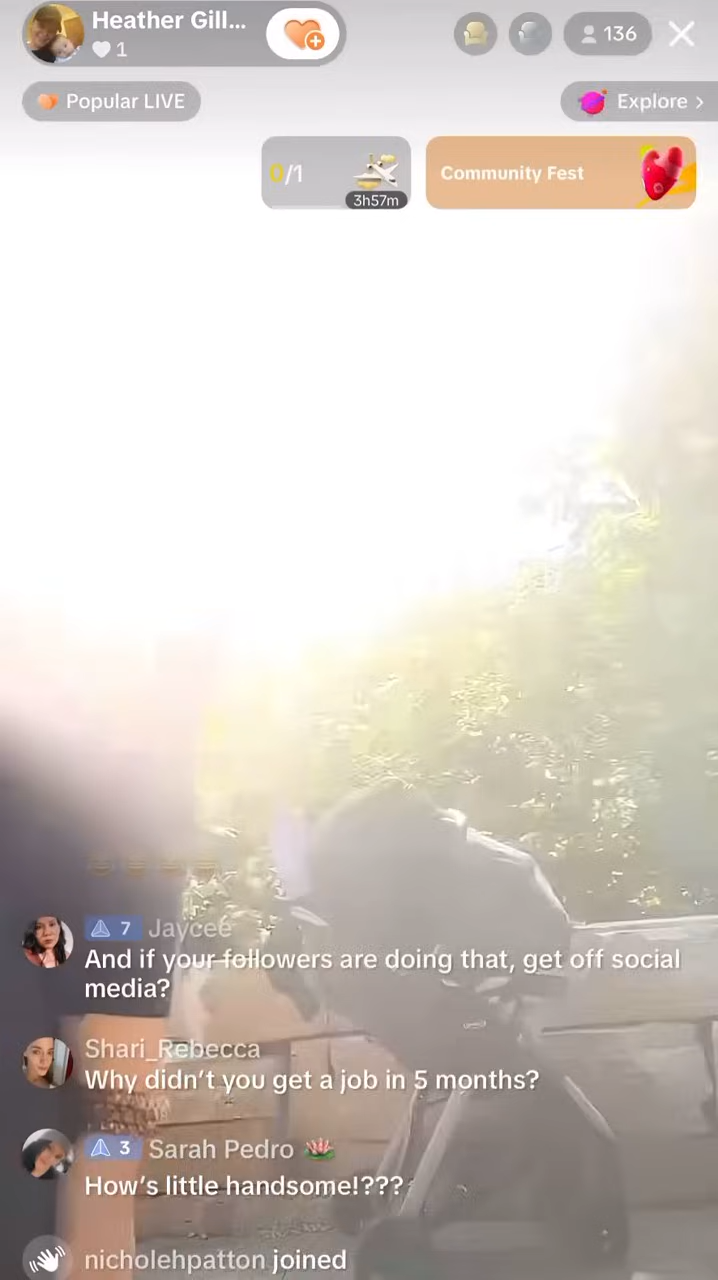 Heather Gill...
1
136
Popular LIVE
Explore >
0/1
3h57m
Community Fest
7 Jaycee
And if your followers are doing that, get off social
media?
Shari_Rebecca
Why didn't you get a job in 5 months?
3 Sarah Pedro 🪷
How's little handsome!???
nicholehpatton joined